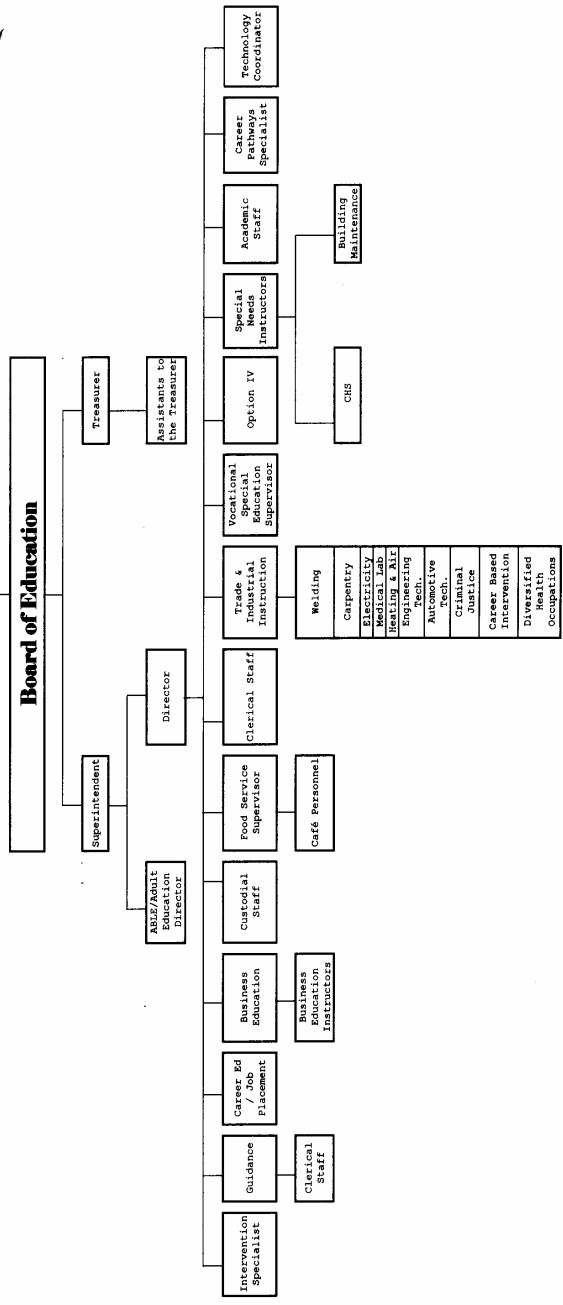 Board of Education
Superintendent
Treasurer
ABLE/Adult
Education
Director
Director
Assistants to
the Treasurer
Intervention
Specialist
Guidance
Career Ed
/ Job
Placement
Business
Education
Custodial
Staff
Food Service
Supervisor
Clerical Staff
Trade &
Industrial
Instruction
Vocational
Special
Education
Supervisor
Option IV
Special
Needs
Instructors
Academic
Staff
Career
Pathways
Specialist
Technology
Coordinator
Clerical
Staff
Business
Education
Instructors
Café Personnel
Welding
Carpentry
Electricity
Medical Lab
Heating & Air
Engineering
Tech.
Automotive
Tech.
Criminal
Justice
Career Based
Intervention
Diversified
Health
Occupations
CHS
Building
Maintenance